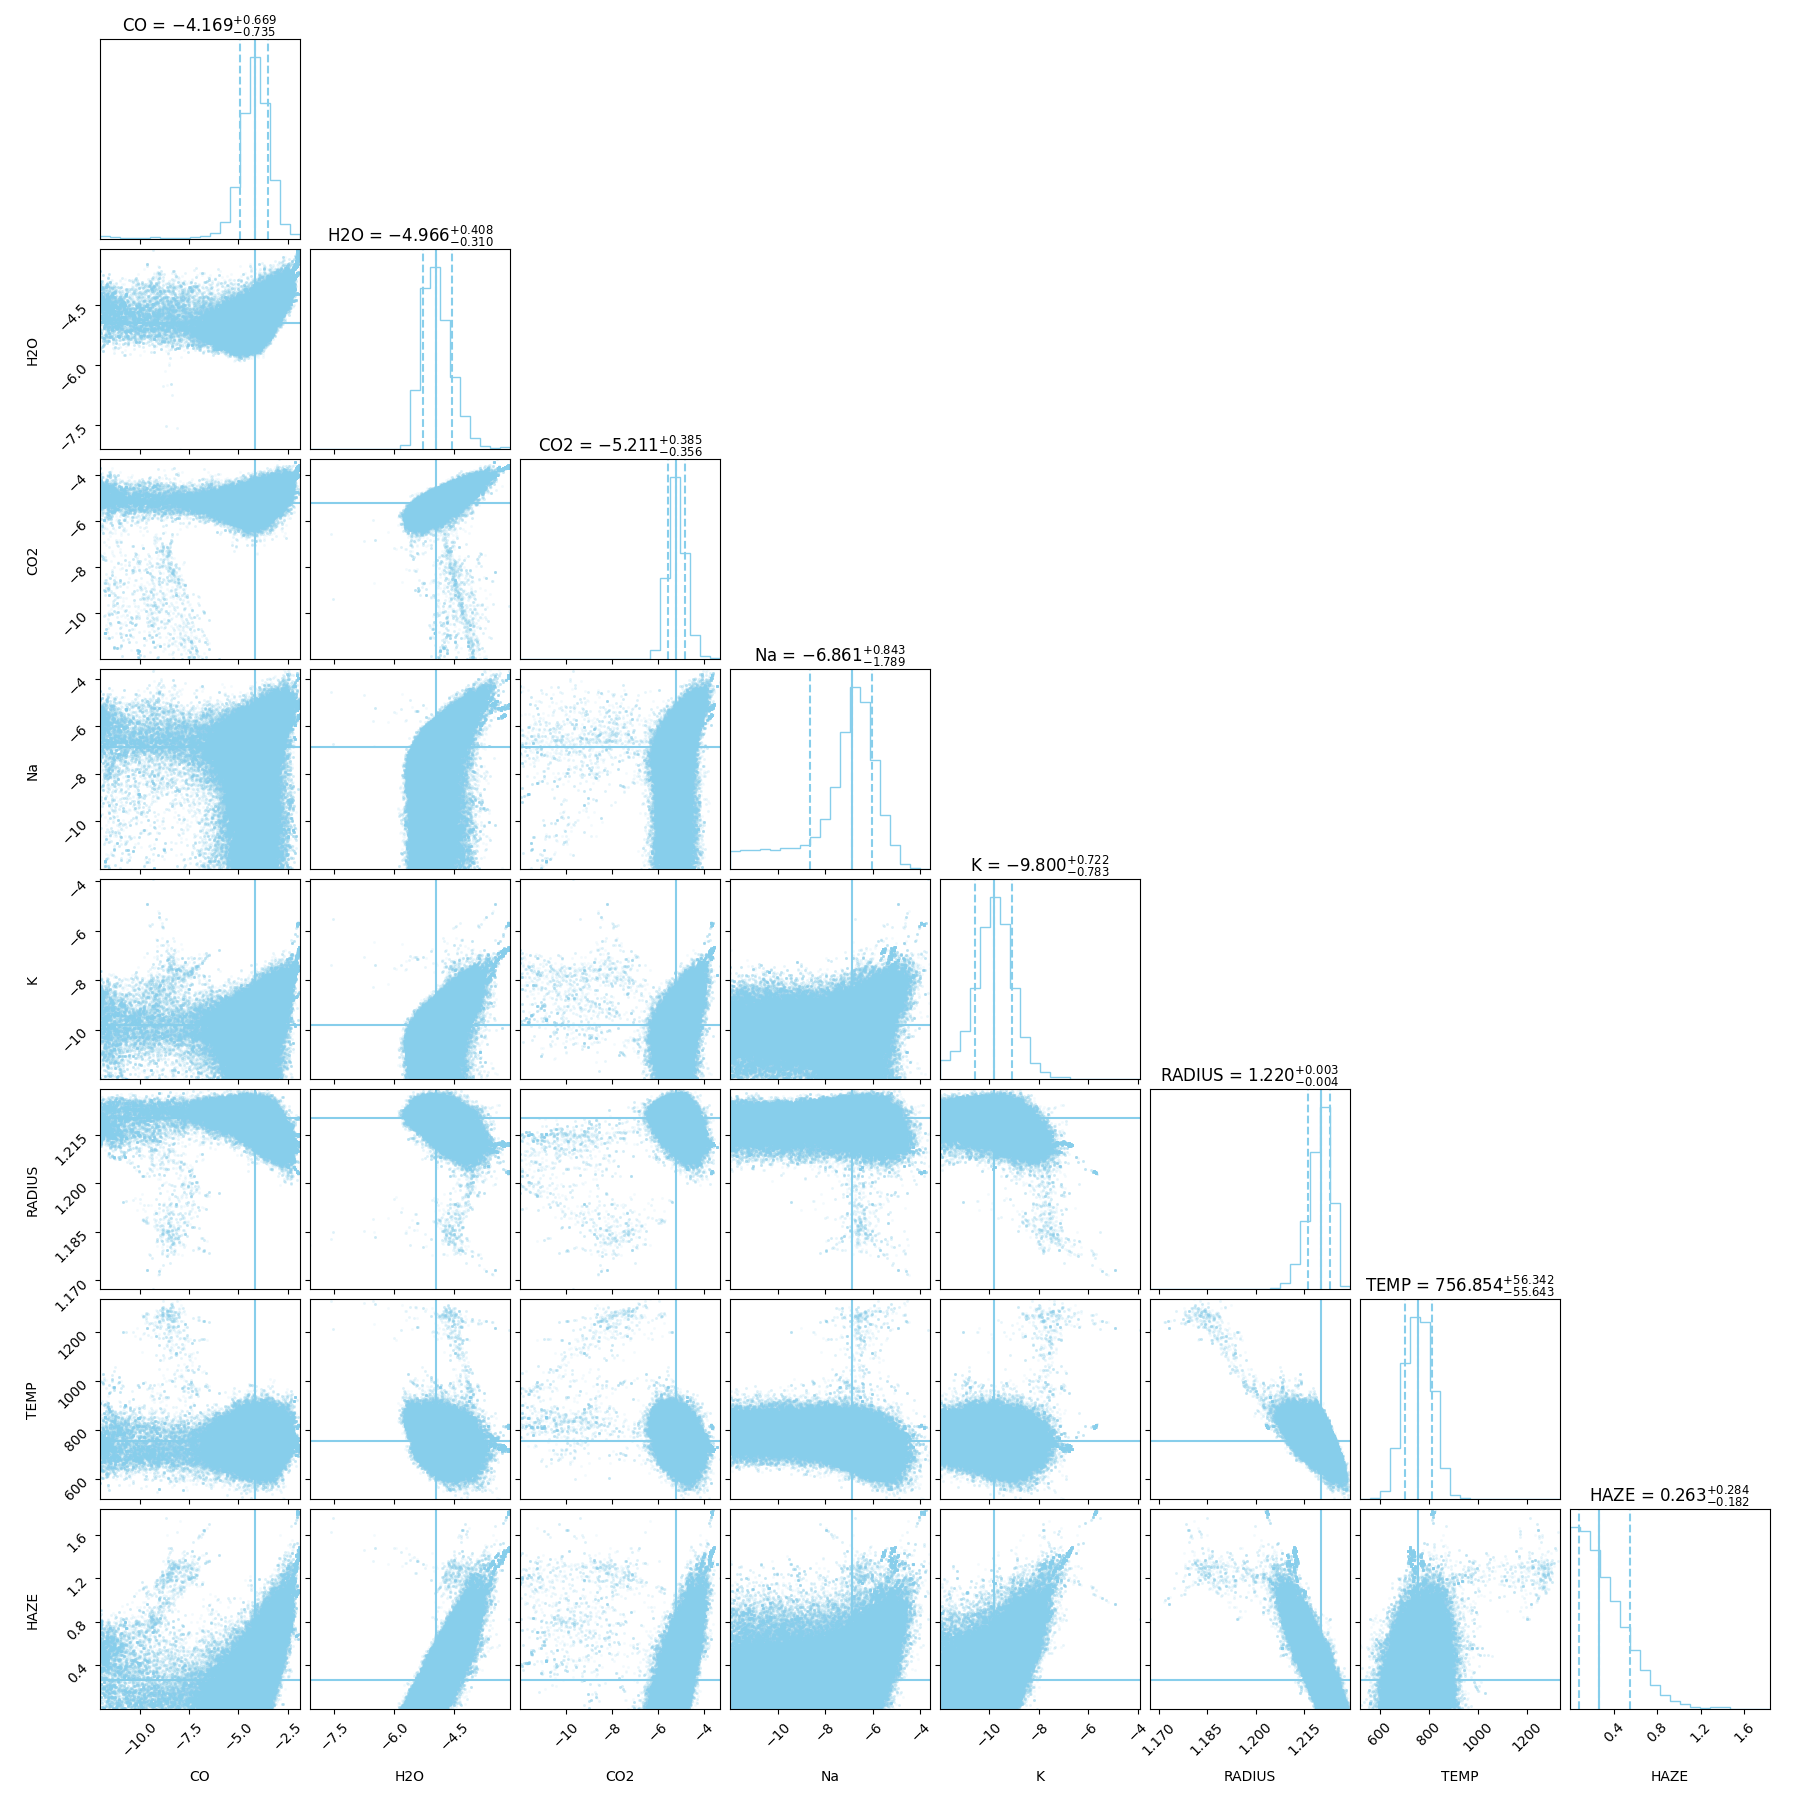 CO = −4.169+0.669−0.735
H2O = −4.966+0.408−0.310
−4.5
−6.0
−7.5
H2O
CO2 = −5.211+0.385−0.356
−4
−6
−8
−10
CO2
Na = −6.861+0.843−1.789
−4
−6
−8
−10
Na
K = −9.800+0.722−0.783
−4
−6
−8
−10
K
RADIUS = 1.220+0.003−0.004
1.215
1.200
1.185
1.170
RADIUS
TEMP = 756.854+56.342−55.643
1200
1000
800
600
TEMP
HAZE = 0.263+0.284−0.182
1.6
1.2
0.8
0.4
HAZE
−10.0 −7.5 −5.0 −2.5 −7.5 −6.0 −4.5 −10 −8 −6 −4 −10 −8 −6 −4 −10 −8 −6 −4 1.170 1.185 1.200 1.215 600 800 1000 1200 0.4 0.8 1.2 1.6
CO H2O CO2 Na K RADIUS TEMP HAZE